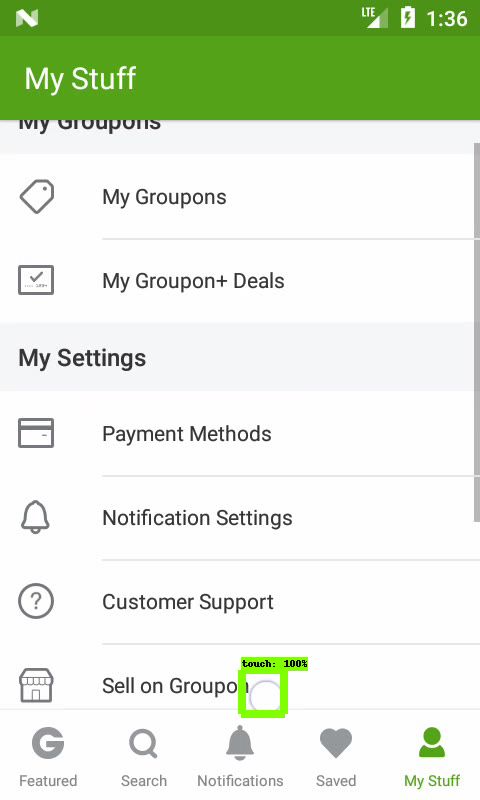 LTE 1:36
My Stuff
My Groupons
My Groupons
My Groupon+ Deals
My Settings
Payment Methods
Notification Settings
Customer Support
touch: 100%
Sell on Groupon
Featured Search Notifications Saved My Stuff